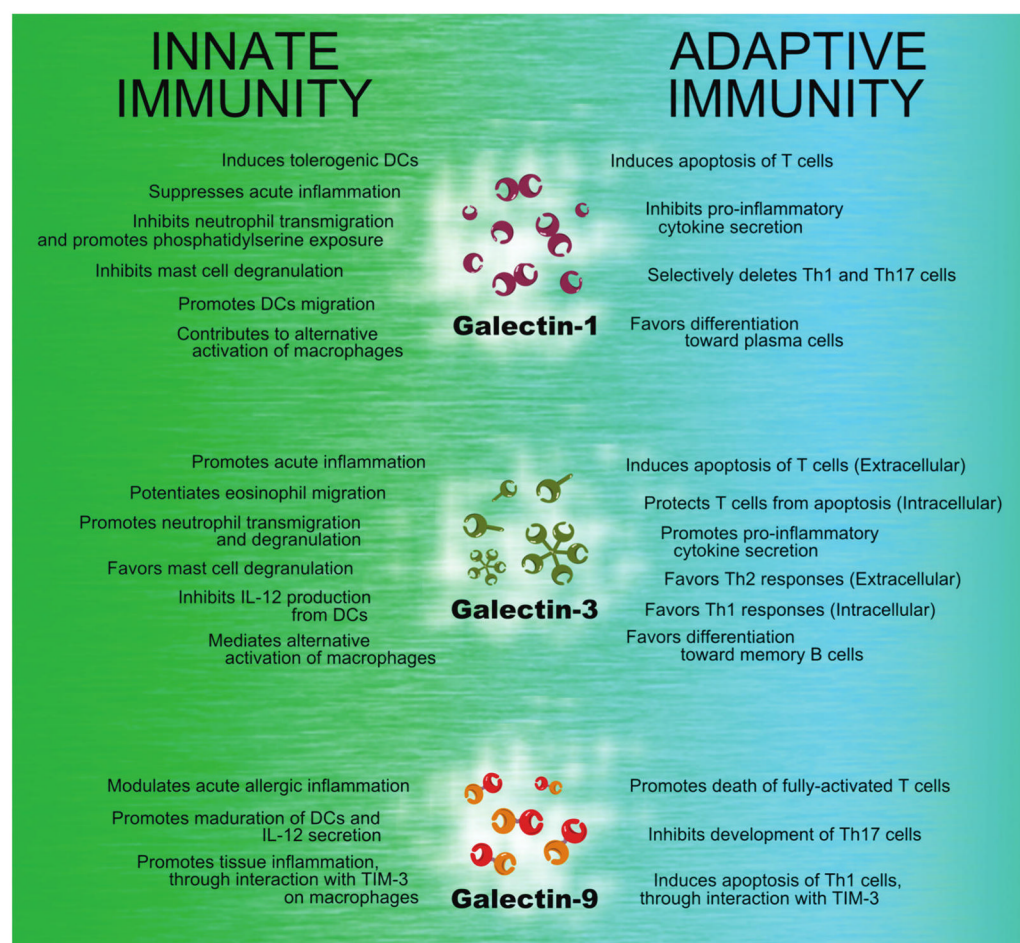 INNATE
IMMUNITY
ADAPTIVE
IMMUNITY
Induces tolerogenic DCs
Suppresses acute inflammation
Inhibits neutrophil transmigration
and promotes phosphatidylserine exposure
Inhibits mast cell degranulation
Promotes DCs migration
Contributes to alternative
activation of macrophages
Galectin-1
Induces apoptosis of T cells
Inhibits pro-inflammatory
cytokine secretion
Selectively deletes Th1 and Th17 cells
Favors differentiation
toward plasma cells
Promotes acute inflammation
Potentiates eosinophil migration
Promotes neutrophil transmigration
and degranulation
Favors mast cell degranulation
Inhibits IL-12 production
from DCs
Mediates alternative
activation of macrophages
Galectin-3
Induces apoptosis of T cells (Extracellular)
Protects T cells from apoptosis (Intracellular)
Promotes pro-inflammatory
cytokine secretion
Favors Th2 responses (Extracellular)
Favors Th1 responses (Intracellular)
Favors differentiation
toward memory B cells
Modulates acute allergic inflammation
Promotes maduration of DCs and
IL-12 secretion
Promotes tissue inflammation,
through interaction with TIM-3
on macrophages
Galectin-9
Promotes death of fully-activated T cells
Inhibits development of Th17 cells
Induces apoptosis of Th1 cells,
through interaction with TIM-3